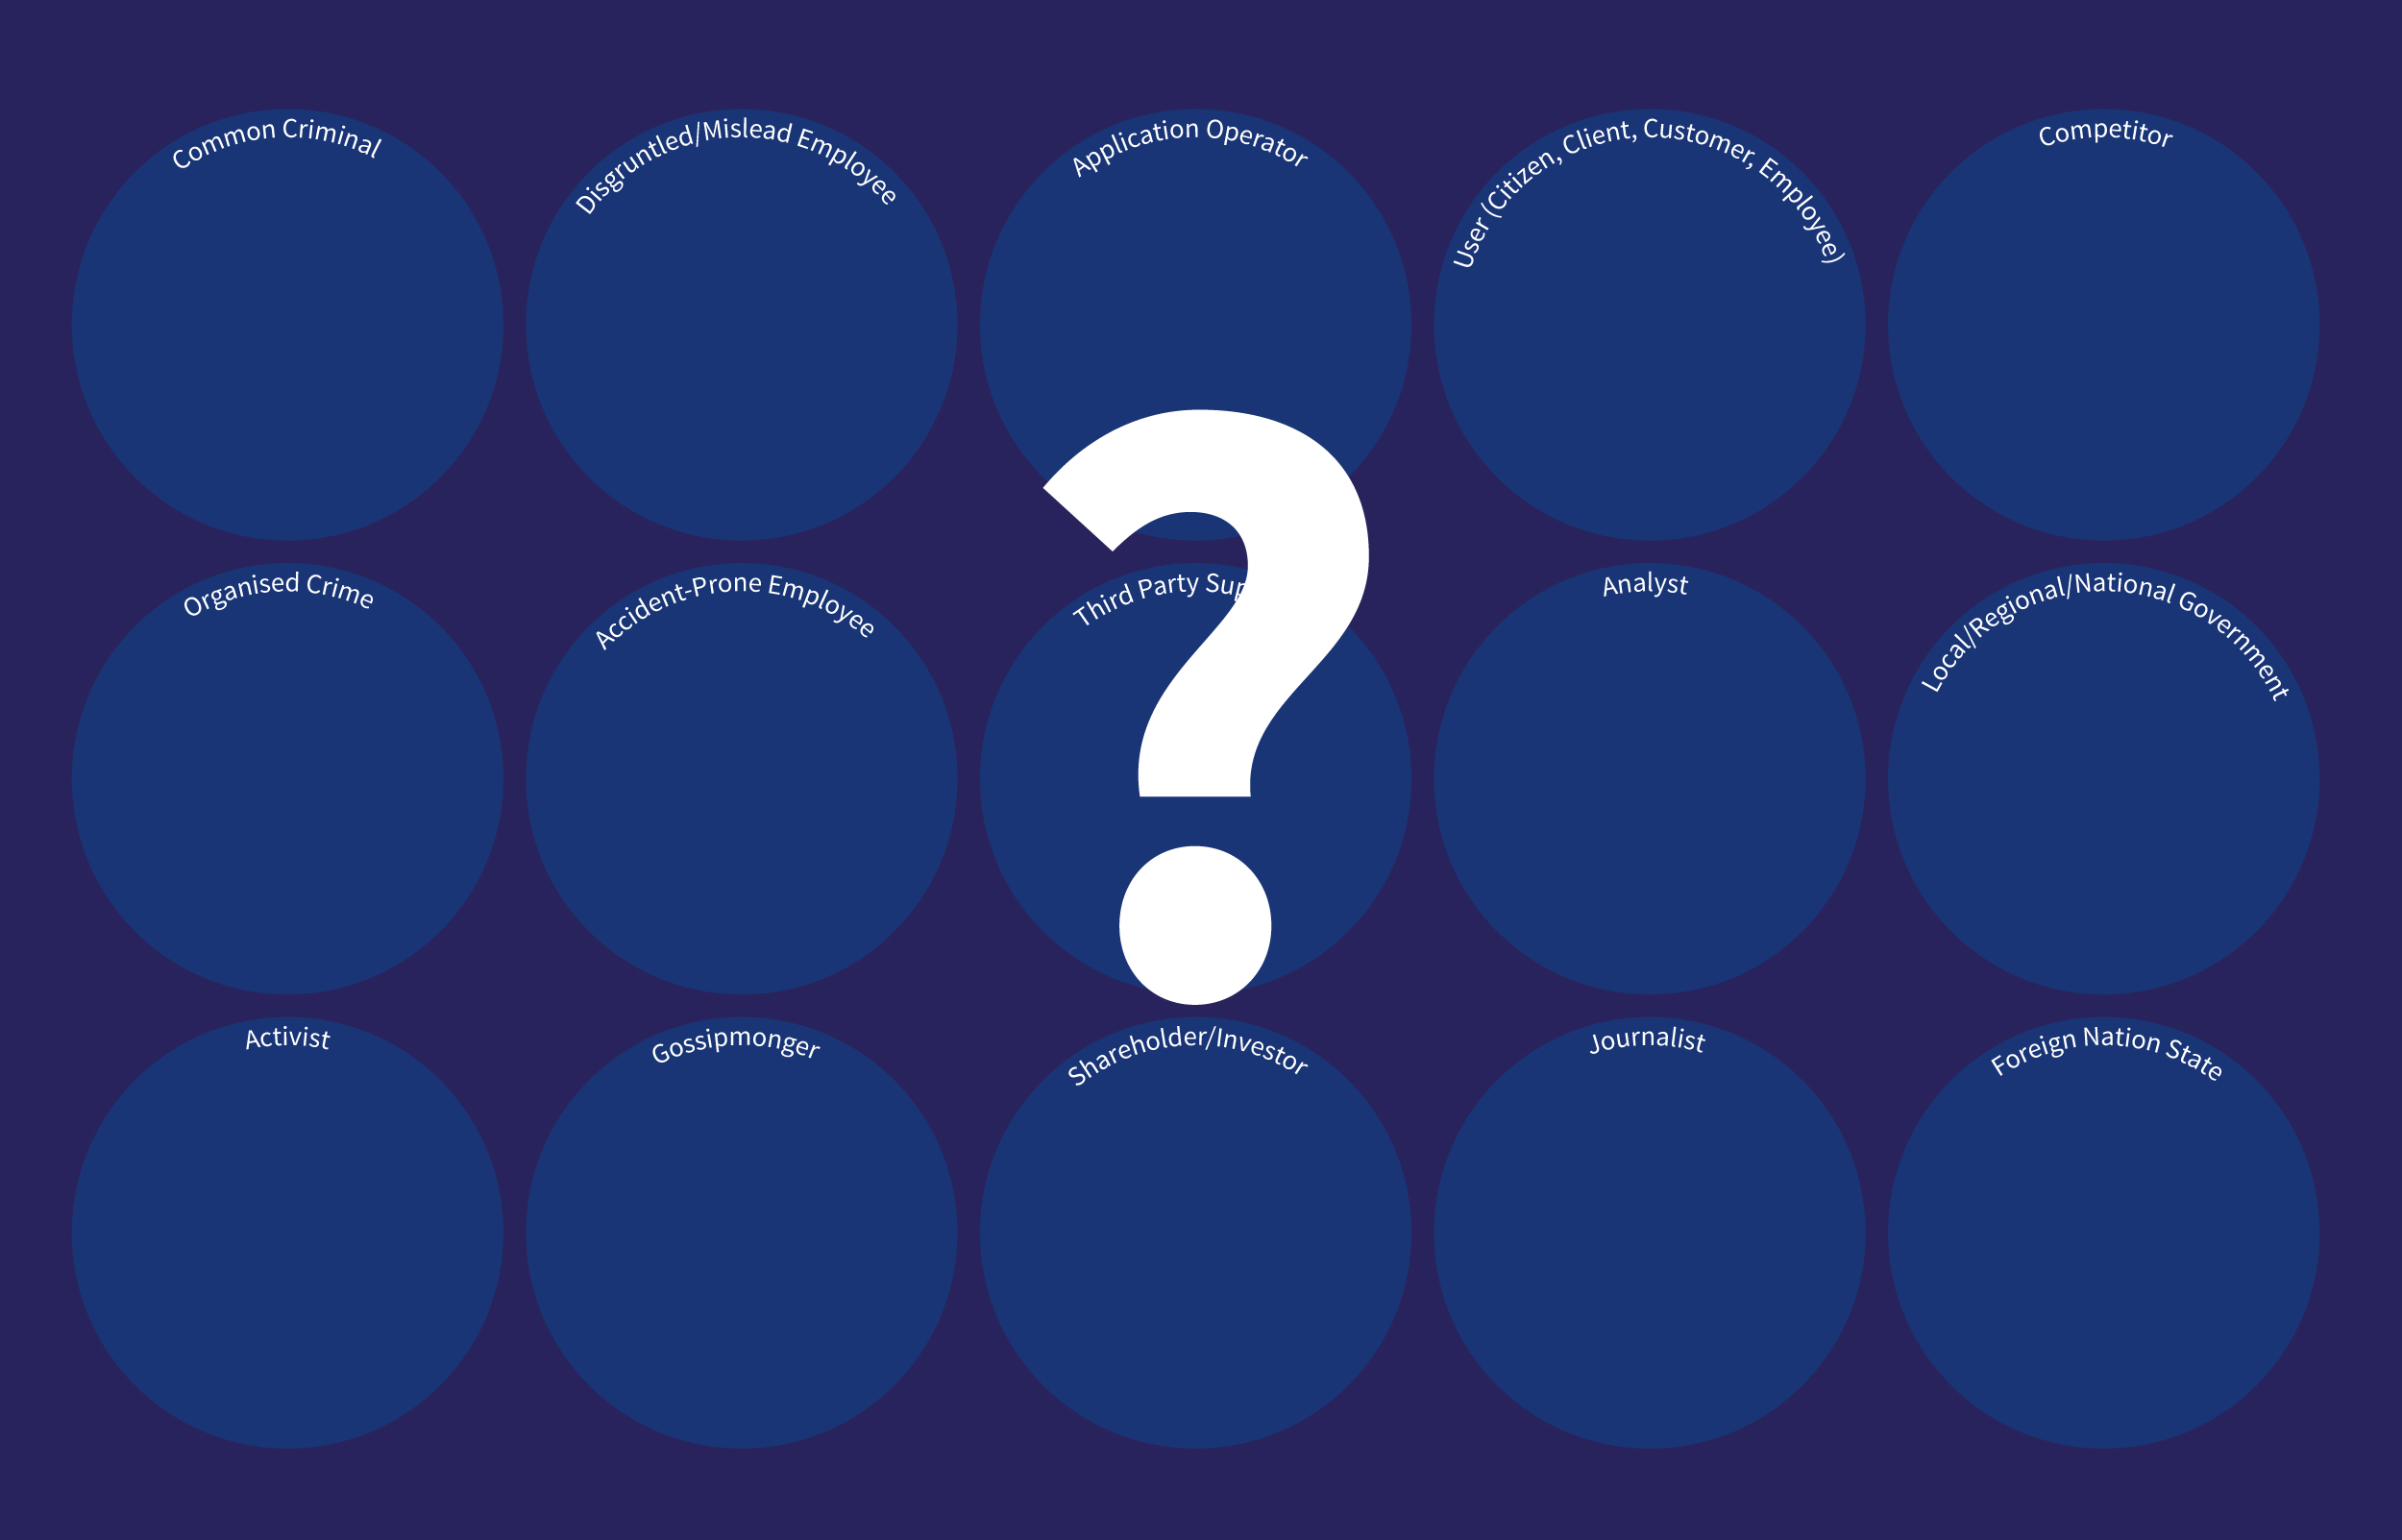 Common Criminal
Disgruntled/Mislead Employee
Application Operator
User (Citizen, Client, Customer, Employee)
Competitor
Organised Crime
Accident-Prone Employee
Third Party
Analyst
Local/Regional/National Government
Activist
Gossipmonger
Shareholder/Investor
Journalist
Foreign Nation State
?